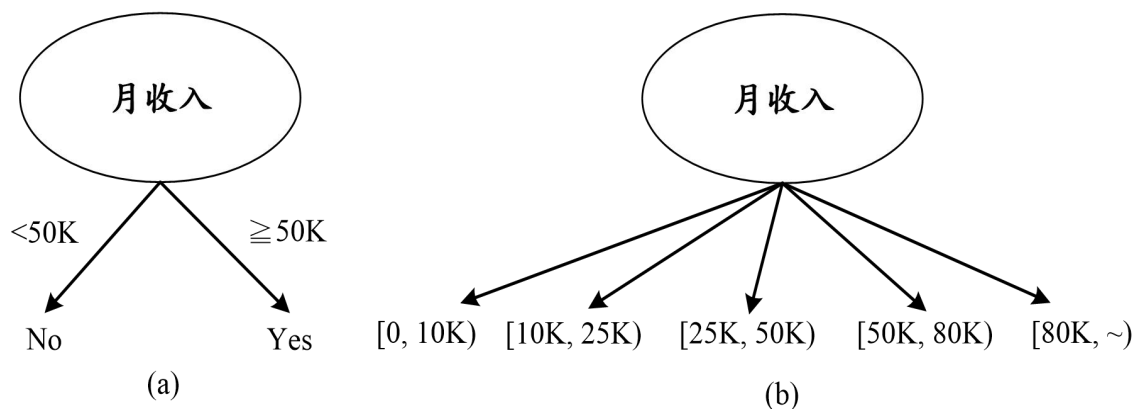 月收入
<50K
≧50K
No
Yes
(a)
月收入
[0, 10K)
[10K, 25K)
[25K, 50K)
[50K, 80K)
[80K, ~)
(b)